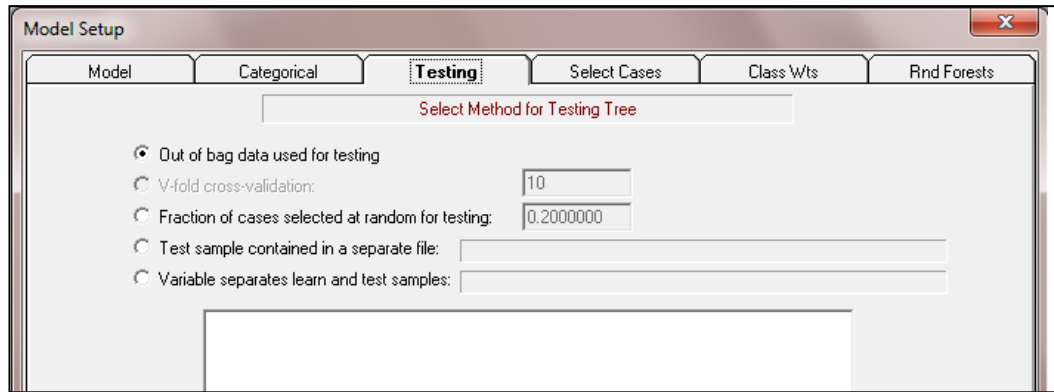 Model Setup
Model Categorical Testing Select Cases Class Wts Rnd Forests
Select Method for Testing Tree
Out of bag data used for testing
V-fold cross-validation: 10
Fraction of cases selected at random for testing: 0.2000000
Test sample contained in a separate file:
Variable separates learn and test samples: